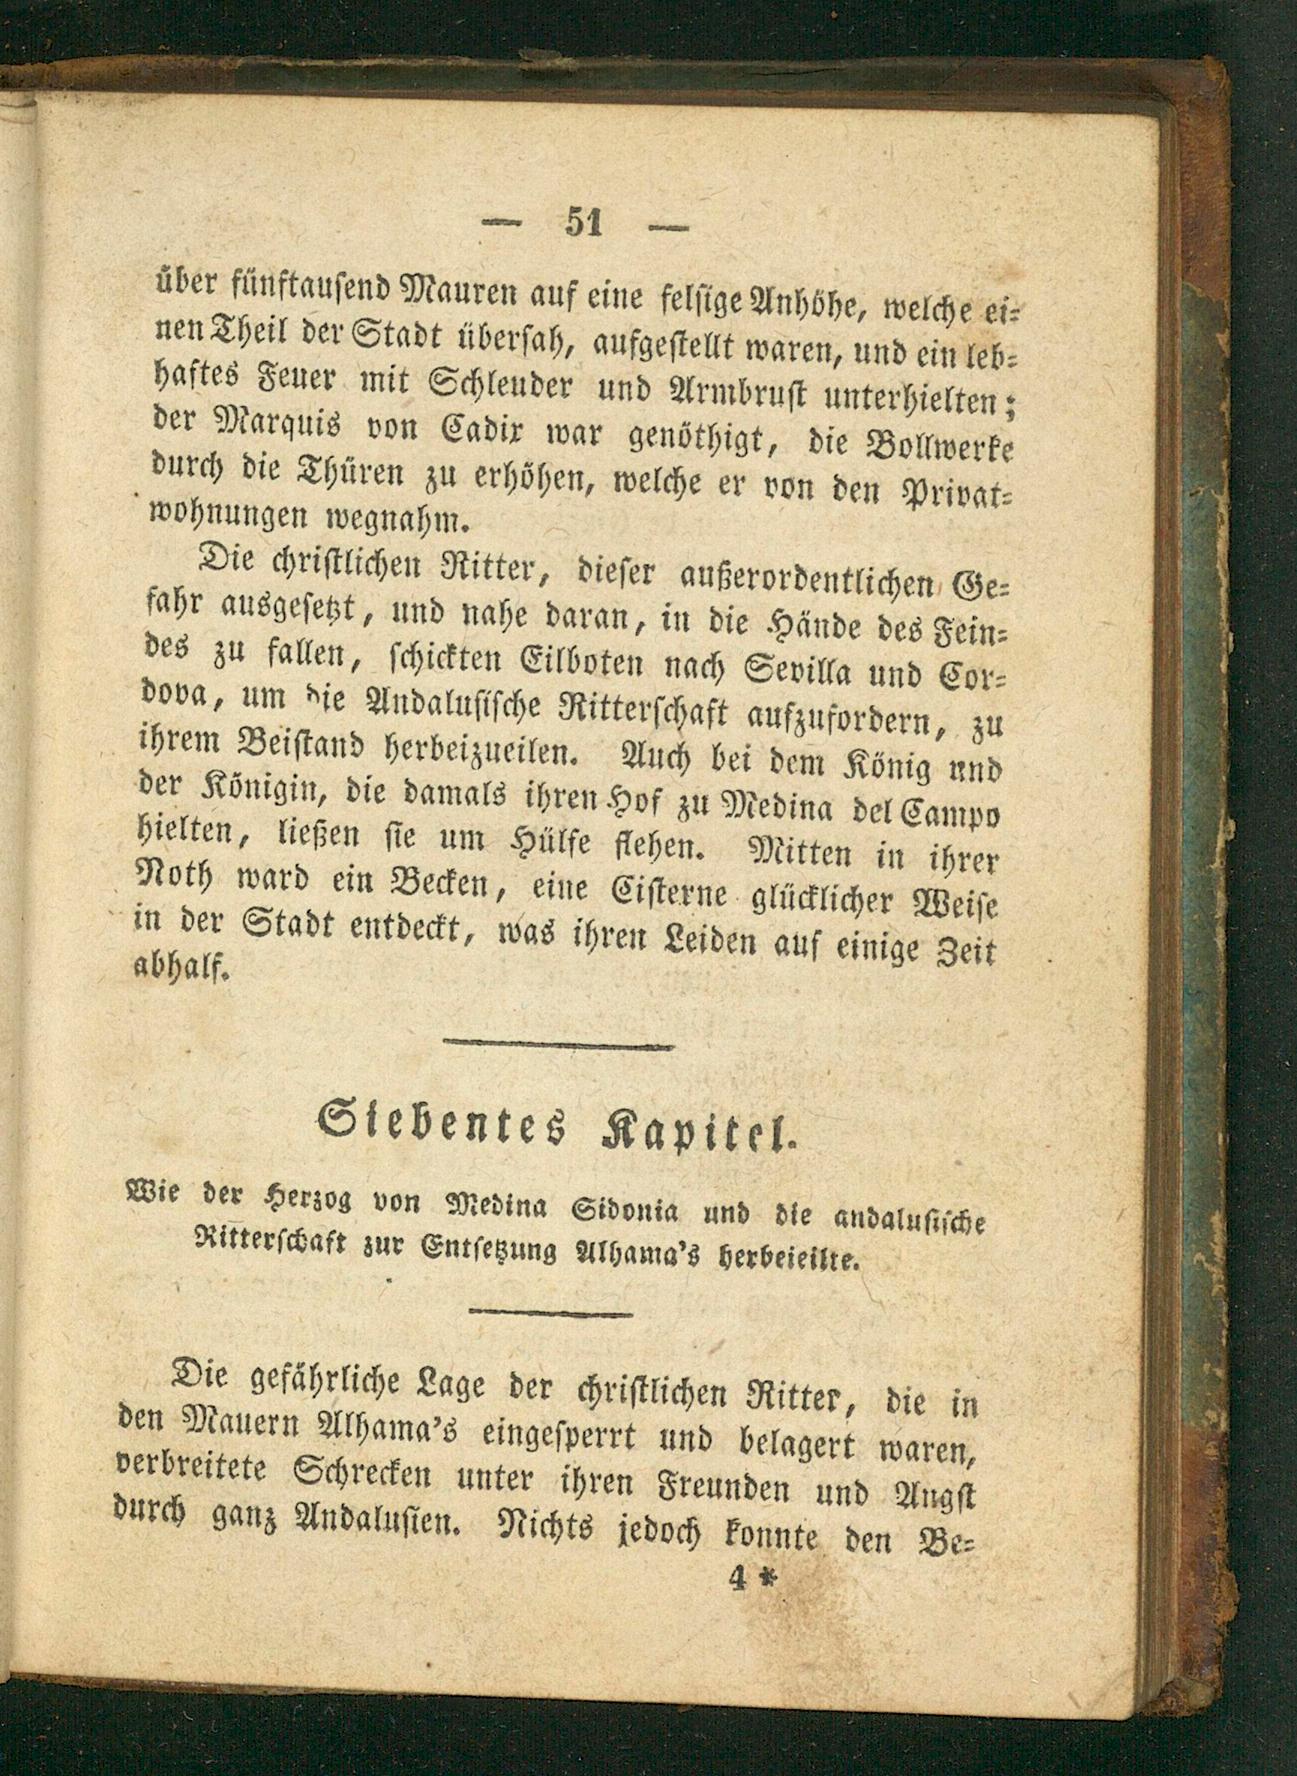 — 51 —
über fünftausend Mauren auf eine felsige Anhöhe, welche ei-
nen Theil der Stadt übersah, aufgestellt waren, und ein leb-
haftes Feuer mit Schleuder und Armbrust unterhielten;
der Marquis von Cadix war genöthigt, die Bollwerke
durch die Thüren zu erhöhen, welche er von den Privat-
wohnungen wegnahm.
Die christlichen Ritter, dieser außerordentlichen Ge-
fahr ausgesetzt, und nahe daran, in die Hände des Fein-
des zu fallen, schickten Eilboten nach Sevilla und Cor-
dova, um die Andalusische Ritterschaft aufzufordern, zu
ihrem Beistand herbeizueilen. Auch bei dem König und
der Königin, die damals ihren Hof zu Medina del Campo
hielten, ließen sie um Hülfe flehen. Mitten in ihrer
Noth ward ein Becken, eine Cisterne glücklicher Weise
in der Stadt entdeckt, was ihren Leiden auf einige Zeit
abhalf.
Siebentes Kapitel.
Wie der Herzog von Medina Sidonia und die andalusische
Ritterschaft zur Entsetzung Alhama's herbeieilte.
Die gefährliche Lage der christlichen Ritter, die in
den Mauern Alhama's eingesperrt und belagert waren,
verbreitete Schrecken unter ihren Freunden und Angst
durch ganz Andalusien. Nichts jedoch konnte den Be-
4 *